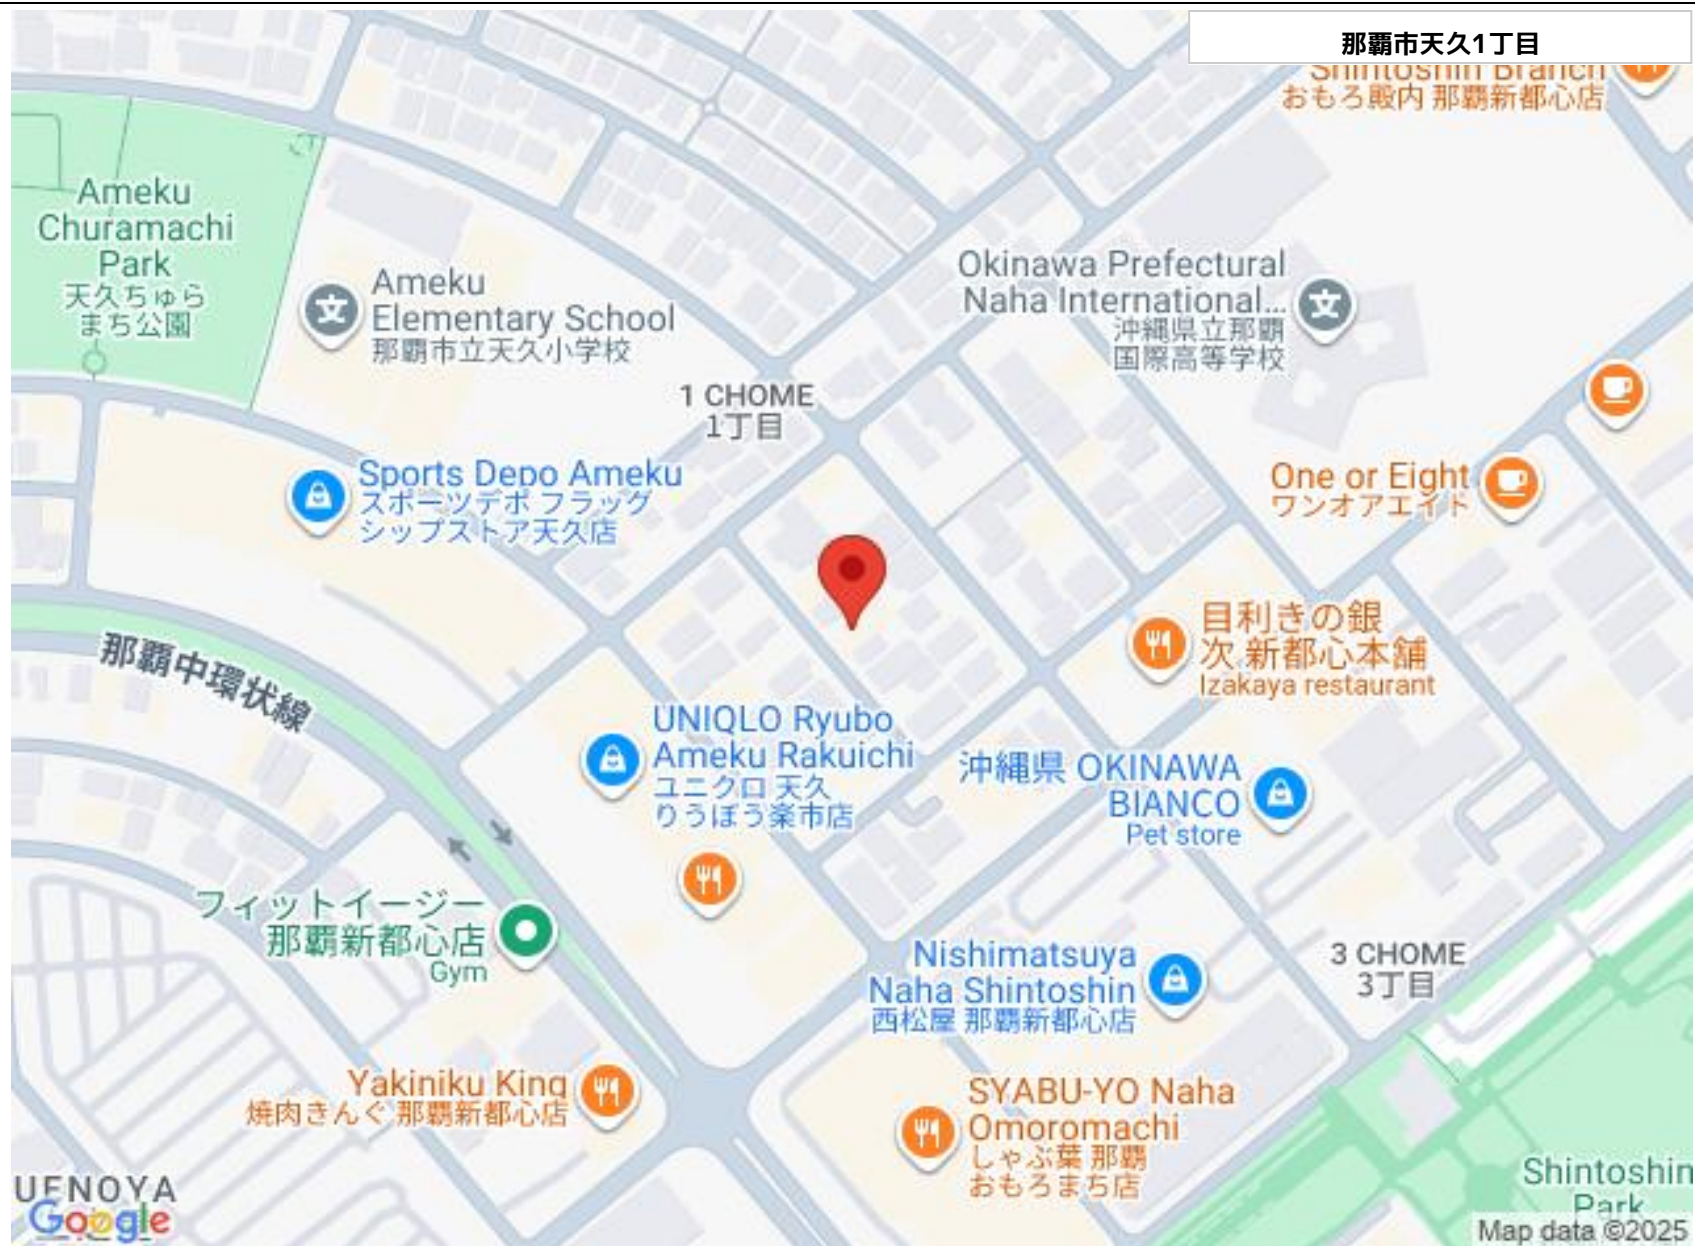 那覇市天久1丁目
Shintoshin Branch
おもろ殿内 那覇新都心店
Ameku
Churamachi
Park
天久ちゅら
まち公園
Ameku
Elementary School
那覇市立天久小学校
Okinawa Prefectural
Naha International...
沖縄県立那覇
国際高等学校
1 CHOME
1丁目
Sports Depo Ameku
スポーツデポ フラッグ
シップストア天久店
One or Eight
ワンオアエイト
目利きの銀
次 新都心本舗
Izakaya restaurant
那覇中環状線
UNIQLO Ryubo
Ameku Rakuichi
ユニクロ 天久
りうぼう楽市店
沖縄県 OKINAWA
BIANCO
Pet store
フィットイージー
那覇新都心店
Gym
Nishimatsuya
Naha Shintoshin
西松屋 那覇新都心店
3 CHOME
3丁目
Yakiniku King
焼肉きんぐ 那覇新都心店
SYABU-YO Naha
Omoromachi
しゃぶ葉 那覇
おもろまち店
UENOYA
Google
Shintoshin
Park
Map data ©2025
文
文